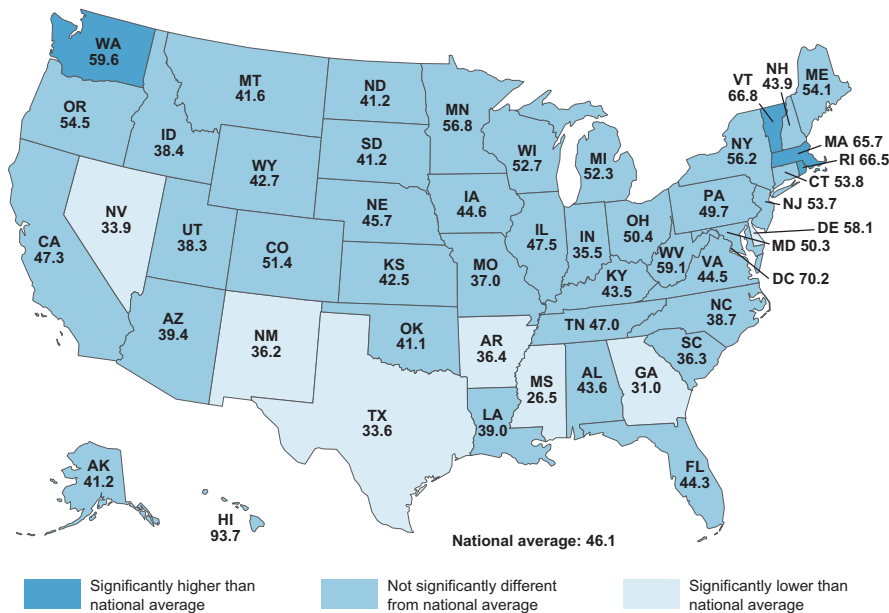 WA
59.6
MT
41.6
ND
41.2
MN
56.8
VT
66.8
NH
43.9
ME
54.1
OR
54.5
ID
38.4
SD
41.2
WI
52.7
MI
52.3
NY
56.2
MA 65.7
RI 66.5
CT 53.8
NJ 53.7
WY
42.7
NV
33.9
UT
38.3
CO
51.4
NE
45.7
IA
44.6
IL
47.5
IN
35.5
OH
50.4
PA
49.7
DE 58.1
MD 50.3
DC 70.2
CA
47.3
KS
42.5
MO
37.0
KY
43.5
WV
59.1
VA
44.5
AZ
39.4
NM
36.2
OK
41.1
AR
36.4
TN 47.0
NC
38.7
SC
36.3
TX
33.6
LA
39.0
MS
26.5
AL
43.6
GA
31.0
FL
44.3
AK
41.2
HI
93.7
National average: 46.1
Significantly higher than
national average
Not significantly different
from national average
Significantly lower than
national average